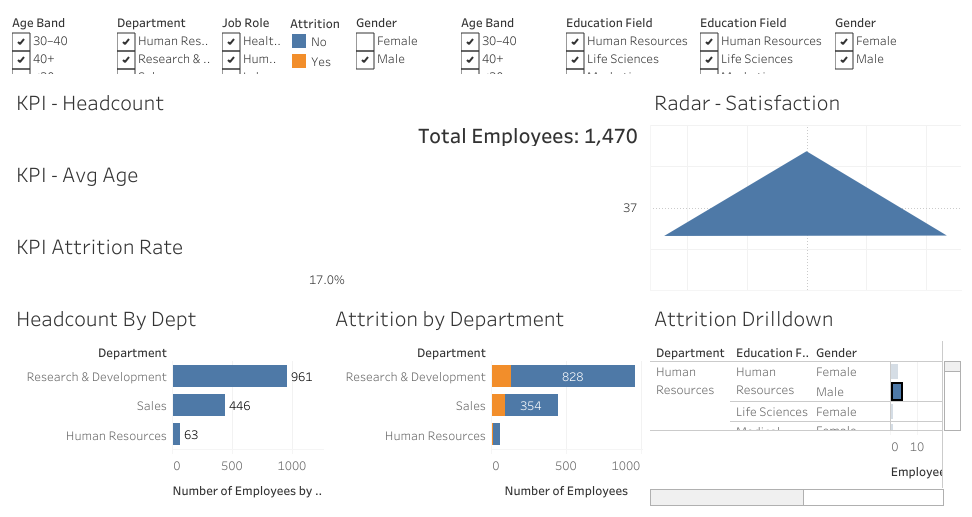 Age Band Department Job Role Attrition Gender Age Band Education Field Education Field Gender
30–40 Human Res.. Healt.. No Female 30–40 Human Resources Human Resources Female
40+ Research & .. Hum.. Yes Male 40+ Life Sciences Life Sciences Male
KPI - Headcount
Total Employees: 1,470
KPI - Avg Age
37
KPI Attrition Rate
17.0%
Radar - Satisfaction
Headcount By Dept
Department
Research & Development 961
Sales 446
Human Resources 63
0 500 1000
Number of Employees by ..
Attrition by Department
Department
Research & Development 828
Sales 354
Human Resources
0 500 1000
Number of Employees
Attrition Drilldown
Department Education F.. Gender
Human Resources Human Resources Female
Male
Life Sciences Female
0 10
Employee